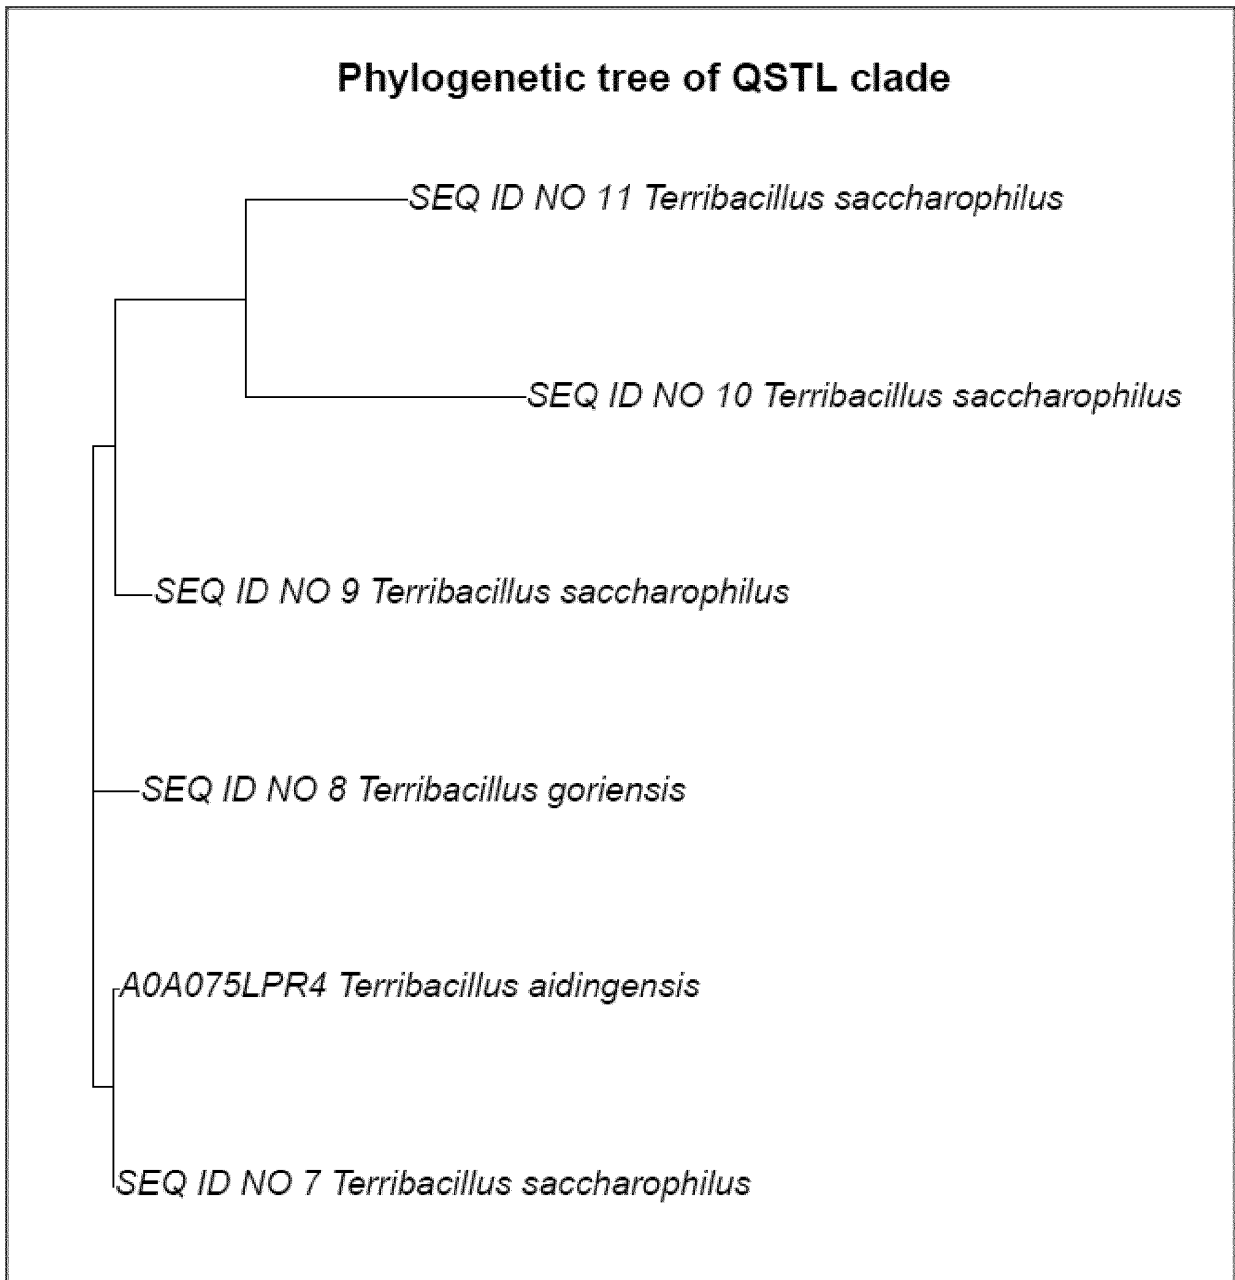 Phylogenetic tree of QSTL clade
SEQ ID NO 11 Terribacillus saccharophilus
SEQ ID NO 10 Terribacillus saccharophilus
SEQ ID NO 9 Terribacillus saccharophilus
SEQ ID NO 8 Terribacillus goriensis
A0A075LPR4 Terribacillus aidingensis
SEQ ID NO 7 Terribacillus saccharophilus